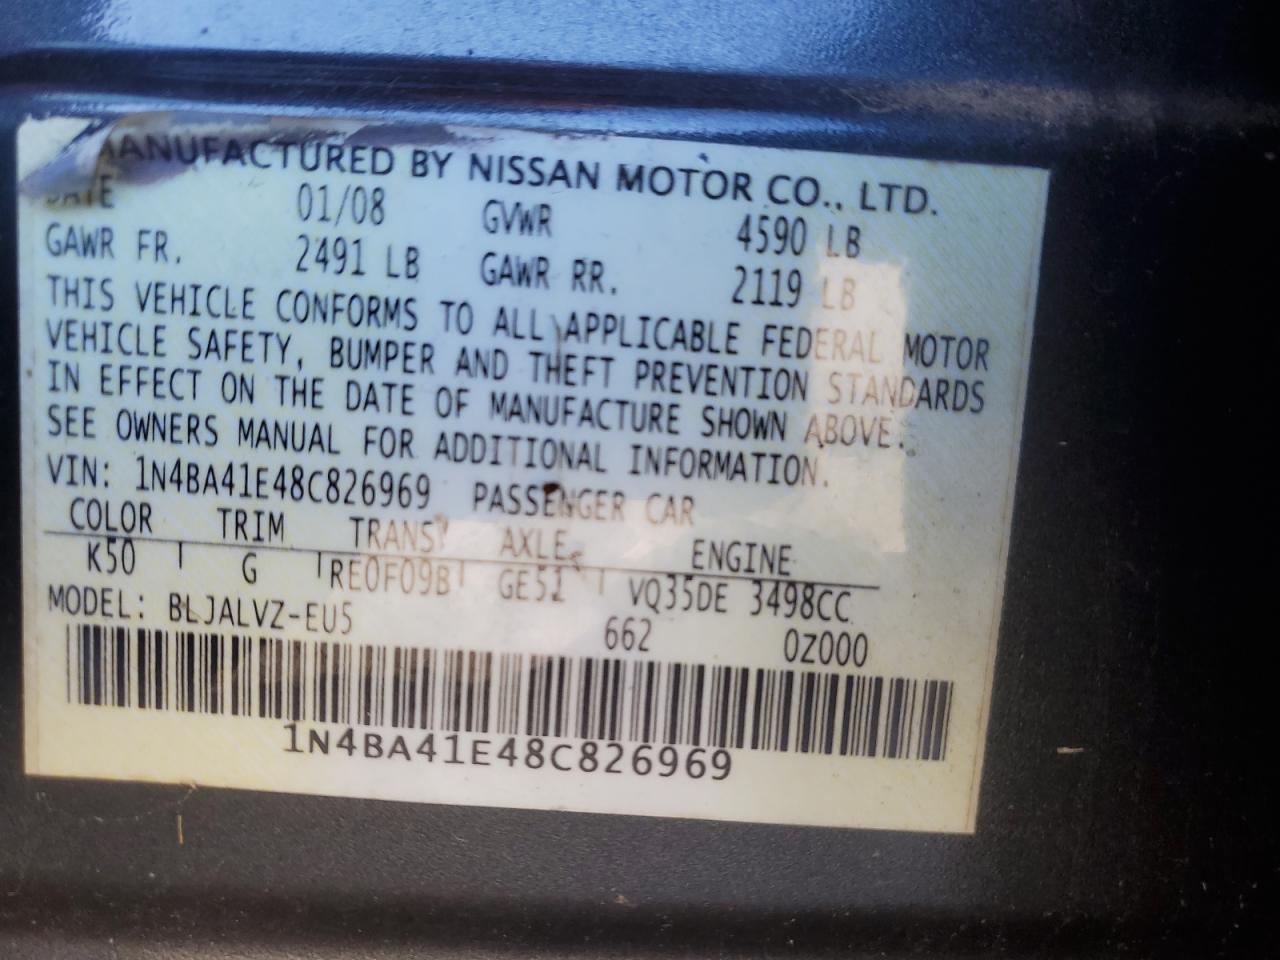 MANUFACTURED BY NISSAN MOTOR CO., LTD.
DATE 01/08 GVWR 4590 LB
GAWR FR. 2491 LB GAWR RR. 2119 LB
THIS VEHICLE CONFORMS TO ALL APPLICABLE FEDERAL MOTOR
VEHICLE SAFETY, BUMPER AND THEFT PREVENTION STANDARDS
IN EFFECT ON THE DATE OF MANUFACTURE SHOWN ABOVE.
SEE OWNERS MANUAL FOR ADDITIONAL INFORMATION.
VIN: 1N4BA41E48C826969 PASSENGER CAR
COLOR TRIM TRANS AXLE ENGINE
K50 G RE0F09B GE51 VQ35DE 3498CC
MODEL: BLJALVZ-EU5 662 0Z000
1N4BA41E48C826969